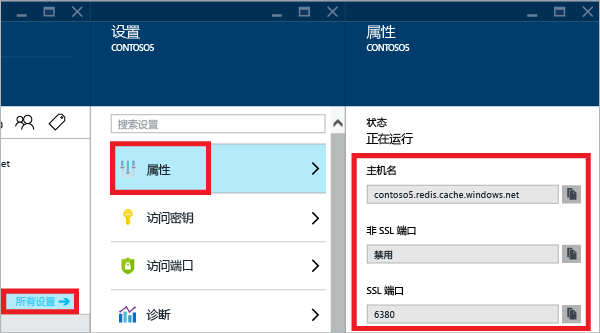 et
所有设置
设置
CONTOSO5
搜索设置
属性
访问密钥
访问端口
诊断
属性
CONTOSO5
状态
正在运行
主机名
contoso5.redis.cache.windows.net
非 SSL 端口
禁用
SSL 端口
6380